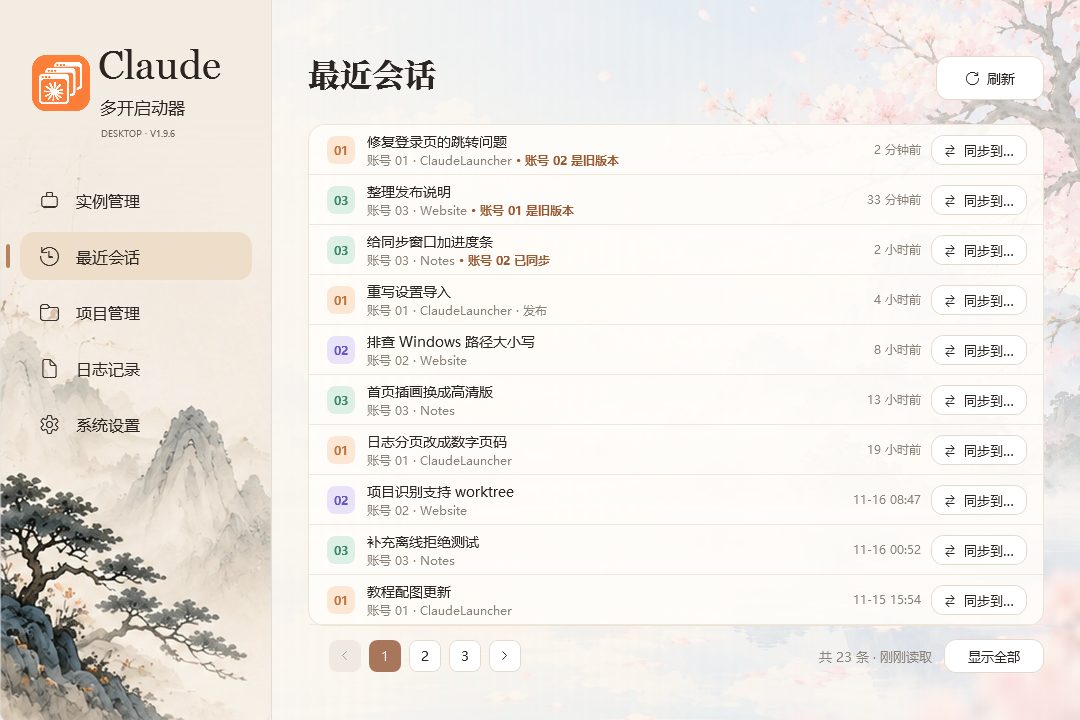 Claude
多开启动器
DESKTOP · V1.9.6
实例管理
最近会话
项目管理
日志记录
系统设置
最近会话
刷新
01
修复登录页的跳转问题
账号 01 · ClaudeLauncher • 账号 02 是旧版本
2 分钟前
同步到...
03
整理发布说明
账号 03 · Website • 账号 01 是旧版本
33 分钟前
同步到...
03
给同步窗口加进度条
账号 03 · Notes • 账号 02 已同步
2 小时前
同步到...
01
重写设置导入
账号 01 · ClaudeLauncher · 发布
4 小时前
同步到...
02
排查 Windows 路径大小写
账号 02 · Website
8 小时前
同步到...
03
首页插画换成高清版
账号 03 · Notes
13 小时前
同步到...
01
日志分页改成数字页码
账号 01 · ClaudeLauncher
19 小时前
同步到...
02
项目识别支持 worktree
账号 02 · Website
11-16 08:47
同步到...
03
补充离线拒绝测试
账号 03 · Notes
11-16 00:52
同步到...
01
教程配图更新
账号 01 · ClaudeLauncher
11-15 15:54
同步到...
1 2 3
共 23 条 · 刚刚读取
显示全部